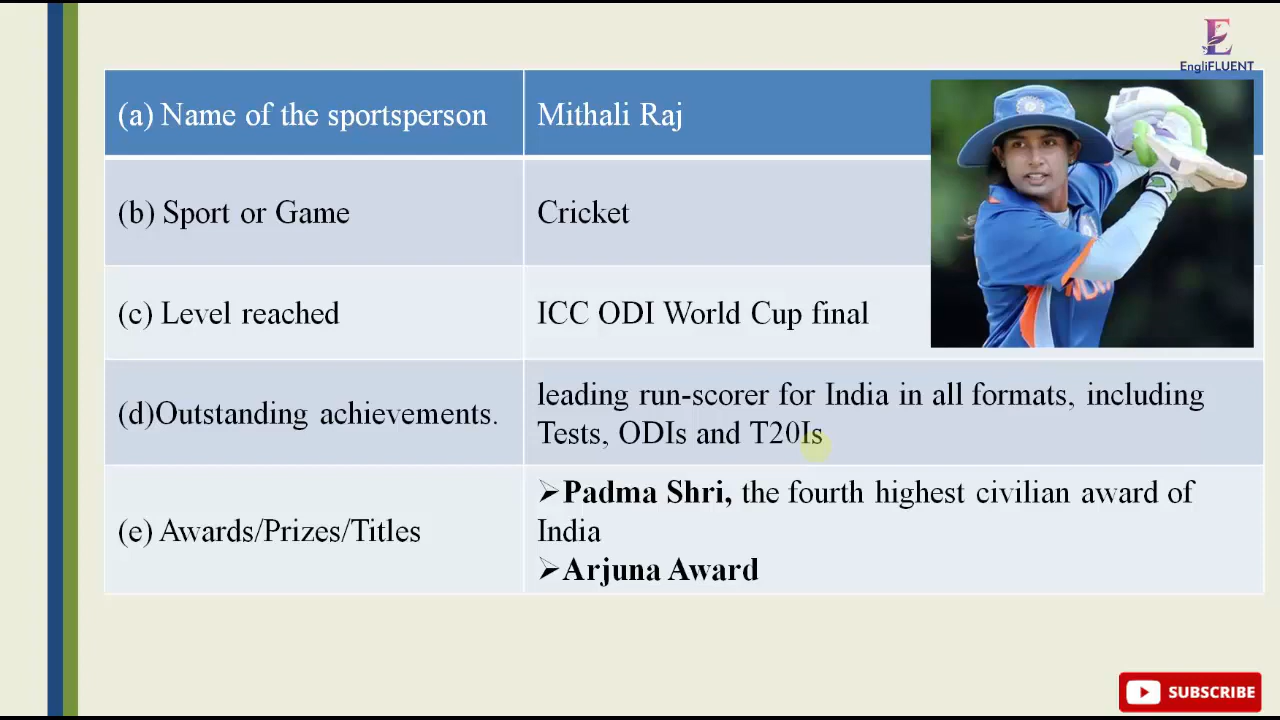 E
EngliFLUENT
(a) Name of the sportsperson
Mithali Raj
(b) Sport or Game
Cricket
(c) Level reached
ICC ODI World Cup final
(d)Outstanding achievements.
leading run-scorer for India in all formats, including
Tests, ODIs and T20Is
(e) Awards/Prizes/Titles
➢Padma Shri, the fourth highest civilian award of
India
➢Arjuna Award
SUBSCRIBE